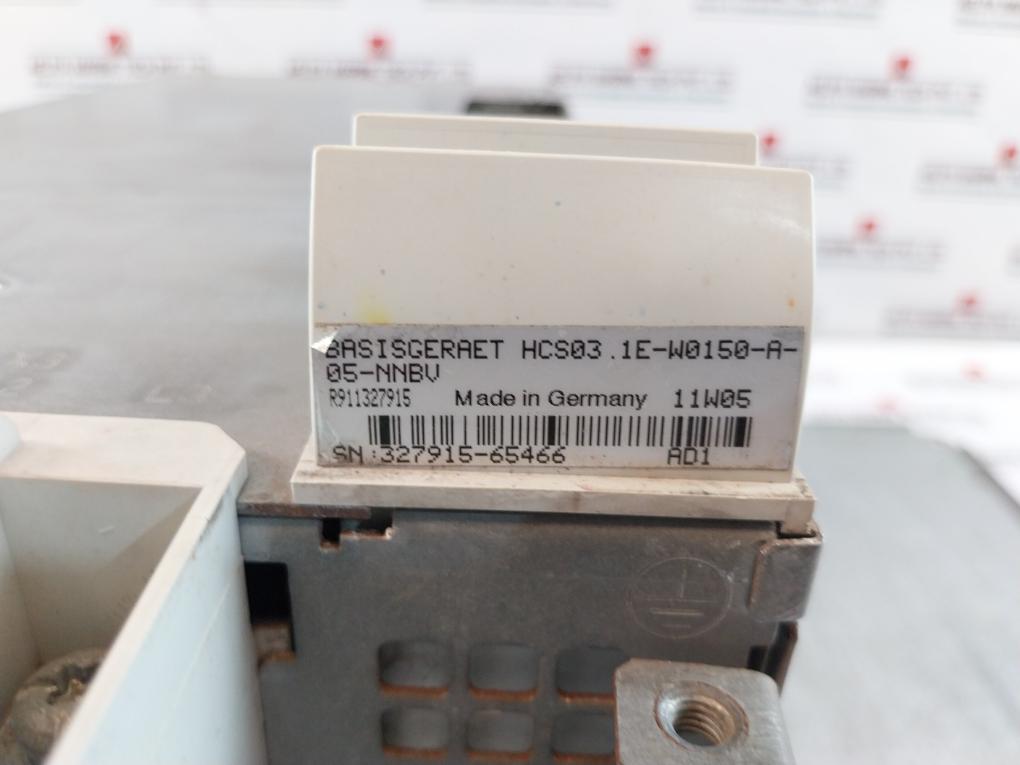 BASISGERAET HCS03.1E-W0150-A-
05-NNBV
R911327915 Made in Germany 11W05
SN:327915-65466 AD1